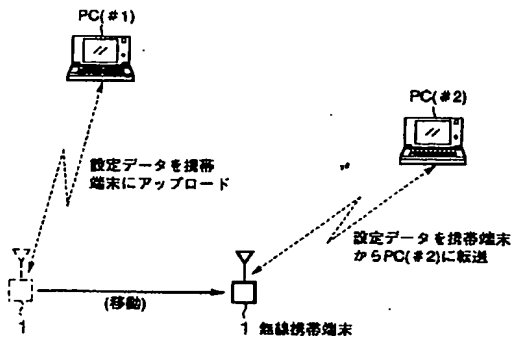 PC(#1)
PC(#2)
設定データを携帯
端末にアップロード
設定データを携帯端末
からPC(#2)に転送
(移動)
1
1 無線携帯端末